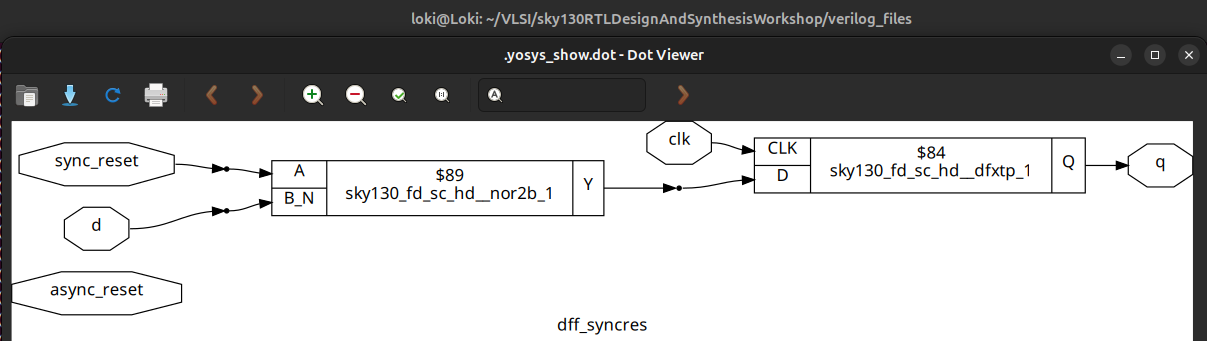 loki@Loki: ~/VLSI/sky130RTLDesignAndSynthesisWorkshop/verilog_files
.yosys_show.dot - Dot Viewer
sync_reset
d
async_reset
A
B_N
$89
sky130_fd_sc_hd__nor2b_1
Y
clk
CLK
D
$84
sky130_fd_sc_hd__dfxtp_1
Q
q
dff_syncres